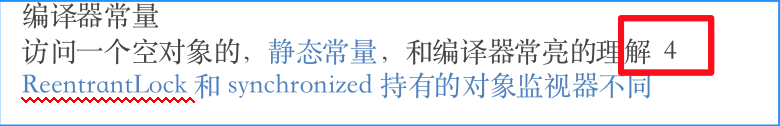 编译器常量
访问一个空对象的，静态常量，和编译器常亮的理解 4
ReentrantLock 和 synchronized 持有的对象监视器不同